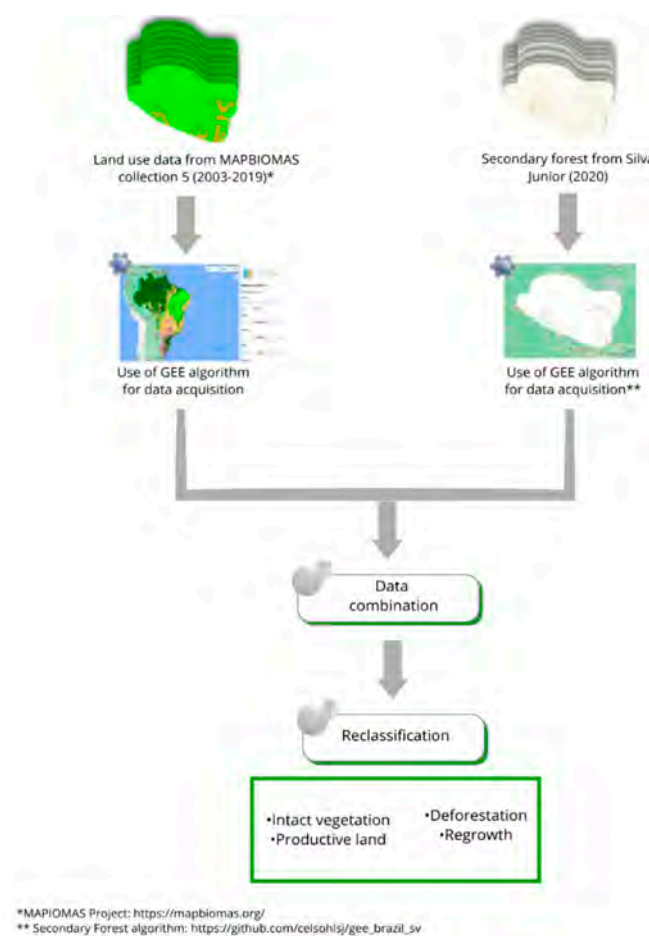 Land use data from MAPBIOMAS
collection 5 (2003-2019)*
Secondary forest from Silva
Junior (2020)
Use of GEE algorithm
for data acquisition
Use of GEE algorithm
for data acquisition**
Data
combination
Reclassification
•Intact vegetation
•Productive land
•Deforestation
•Regrowth
*MAPIOMAS Project: https://mapbiomas.org/
** Secondary Forest algorithm: https://github.com/celsohlsj/gee_brazil_sv